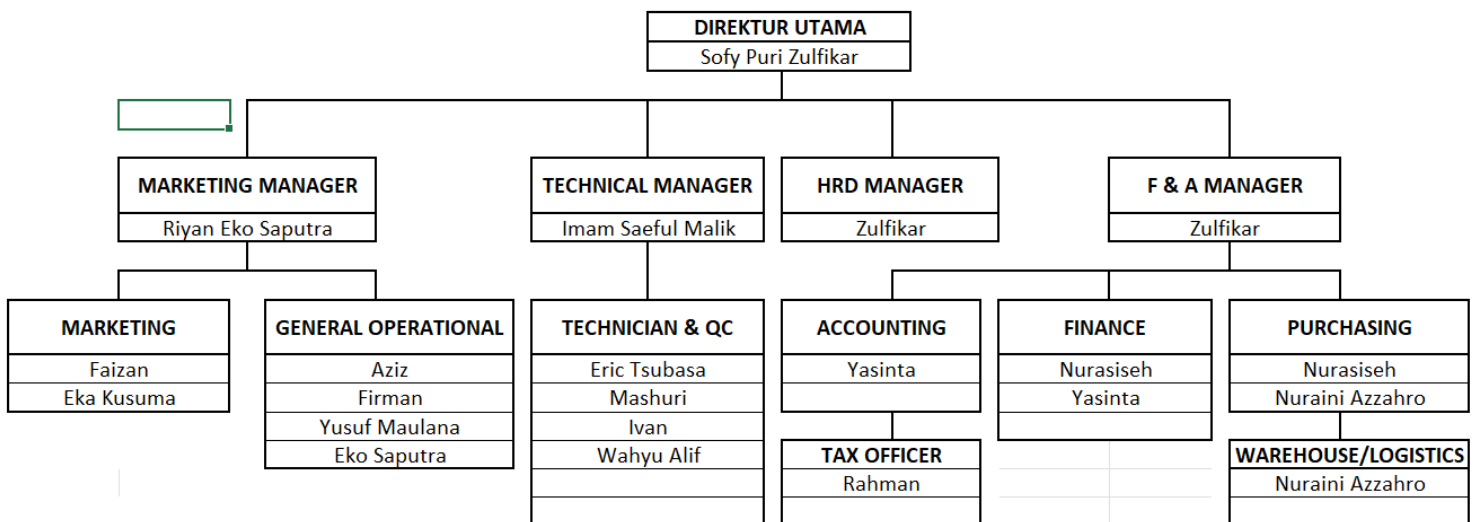 DIREKTUR UTAMA
Sofy Puri Zulfikar
MARKETING MANAGER
Riyan Eko Saputra
TECHNICAL MANAGER
Imam Saeful Malik
HRD MANAGER
Zulfikar
F & A MANAGER
Zulfikar
MARKETING
Faizan
Eka Kusuma
GENERAL OPERATIONAL
Aziz
Firman
Yusuf Maulana
Eko Saputra
TECHNICIAN & QC
Eric Tsubasa
Mashuri
Ivan
Wahyu Alif
ACCOUNTING
Yasinta
TAX OFFICER
Rahman
FINANCE
Nurasiseh
Yasinta
PURCHASING
Nurasiseh
Nuraini Azzahro
WAREHOUSE/LOGISTICS
Nuraini Azzahro